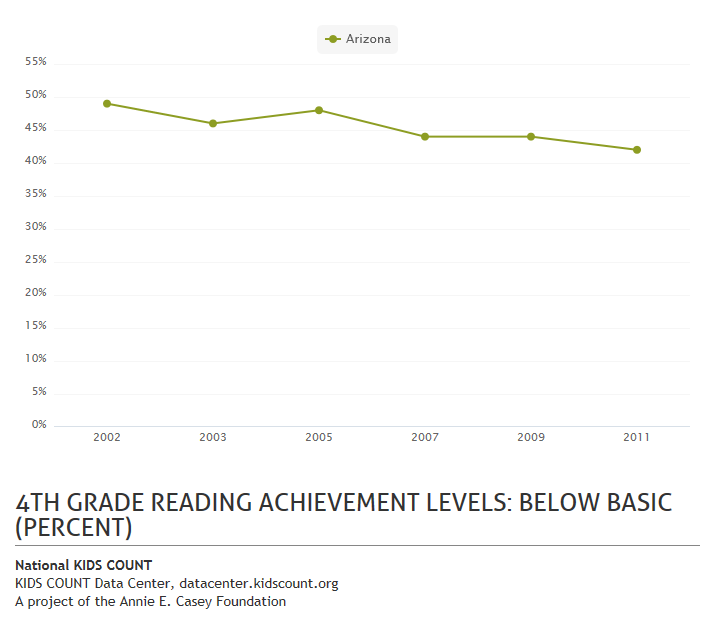 Arizona
55%
50%
45%
40%
35%
30%
25%
20%
15%
10%
5%
0%
2002 2003 2005 2007 2009 2011
4TH GRADE READING ACHIEVEMENT LEVELS: BELOW BASIC
(PERCENT)
National KIDS COUNT
KIDS COUNT Data Center, datacenter.kidscount.org
A project of the Annie E. Casey Foundation